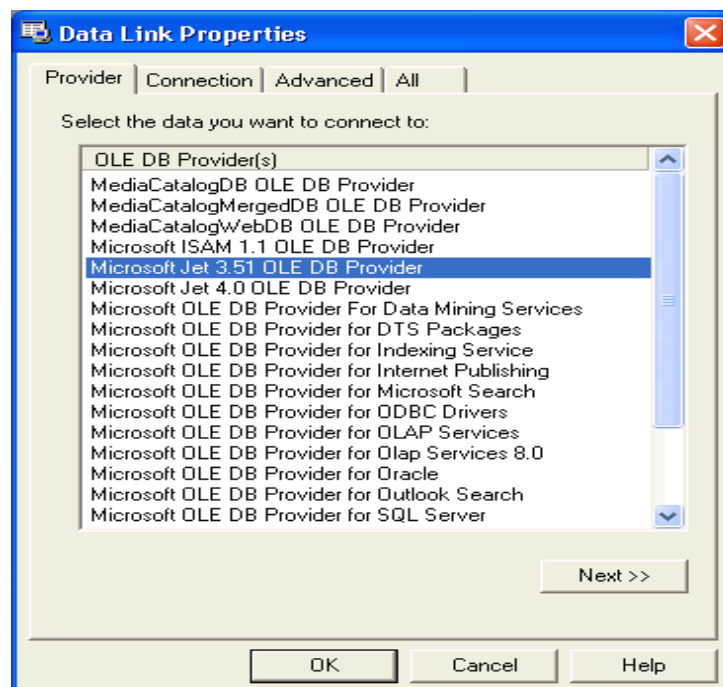 Data Link Properties
Provider Connection Advanced All
Select the data you want to connect to:
OLE DB Provider(s)
MediaCatalogDB OLE DB Provider
MediaCatalogMergedDB OLE DB Provider
MediaCatalogWebDB OLE DB Provider
Microsoft ISAM 1.1 OLE DB Provider
Microsoft Jet 3.51 OLE DB Provider
Microsoft Jet 4.0 OLE DB Provider
Microsoft OLE DB Provider For Data Mining Services
Microsoft OLE DB Provider for DTS Packages
Microsoft OLE DB Provider for Indexing Service
Microsoft OLE DB Provider for Internet Publishing
Microsoft OLE DB Provider for Microsoft Search
Microsoft OLE DB Provider for ODBC Drivers
Microsoft OLE DB Provider for OLAP Services
Microsoft OLE DB Provider for Olap Services 8.0
Microsoft OLE DB Provider for Oracle
Microsoft OLE DB Provider for Outlook Search
Microsoft OLE DB Provider for SQL Server
Next >>
OK Cancel Help